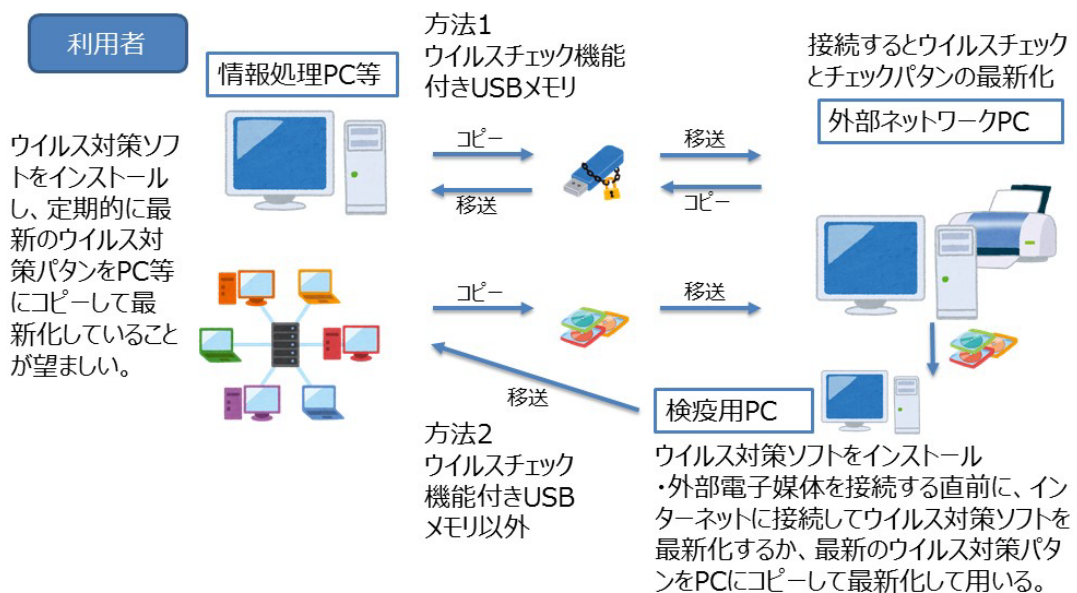 利用者
情報処理PC等
ウイルス対策ソフ
トをインストール
し、定期的に最
新のウイルス対
策パタンをPC等
にコピーして最
新化していること
が望ましい。
方法1
ウイルスチェック機能
付きUSBメモリ
コピー
移送
移送
コピー
接続するとウイルスチェック
とチェックパタンの最新化
外部ネットワークPC
コピー
移送
移送
方法2
ウイルスチェック
機能付きUSB
メモリ以外
検疫用PC
ウイルス対策ソフトをインストール
・外部電子媒体を接続する直前に、イン
ターネットに接続してウイルス対策ソフトを
最新化するか、最新のウイルス対策パタ
ンをPCにコピーして最新化して用いる。